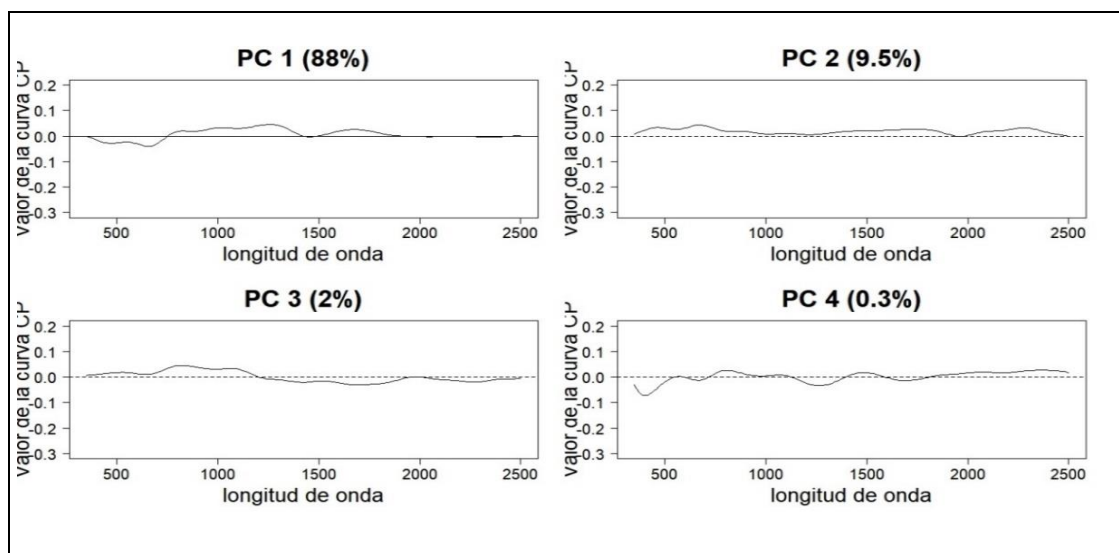 PC 1 (88%)
valor de la curva CP
0.2
0.1
0.0
-0.1
-0.2
-0.3
500 1000 1500 2000 2500
longitud de onda
PC 2 (9.5%)
valor de la curva CP
0.2
0.1
0.0
-0.1
-0.2
-0.3
500 1000 1500 2000 2500
longitud de onda
PC 3 (2%)
valor de la curva CP
0.2
0.1
0.0
-0.1
-0.2
-0.3
500 1000 1500 2000 2500
longitud de onda
PC 4 (0.3%)
valor de la curva CP
0.2
0.1
0.0
-0.1
-0.2
-0.3
500 1000 1500 2000 2500
longitud de onda